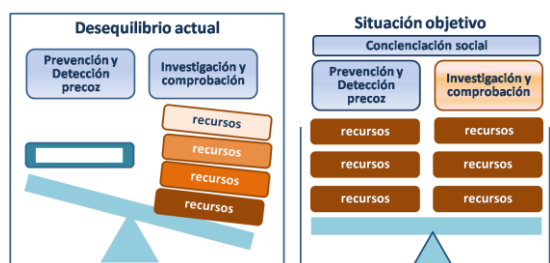 Desequilibrio actual
Prevención y
Detección
precoz
Investigación y
comprobación
recursos
recursos
recursos
recursos
Situación objetivo
Concienciación social
Prevención y
Detección
precoz
Investigación y
comprobación
recursos
recursos
recursos
recursos
recursos
recursos